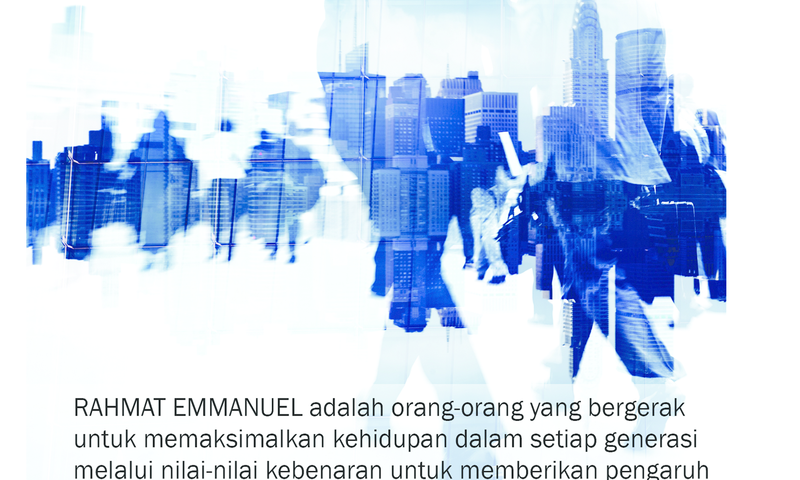 RAHMAT EMMANUEL adalah orang-orang yang bergerak
untuk memaksimalkan kehidupan dalam setiap generasi
melalui nilai-nilai kebenaran untuk memberikan pengaruh